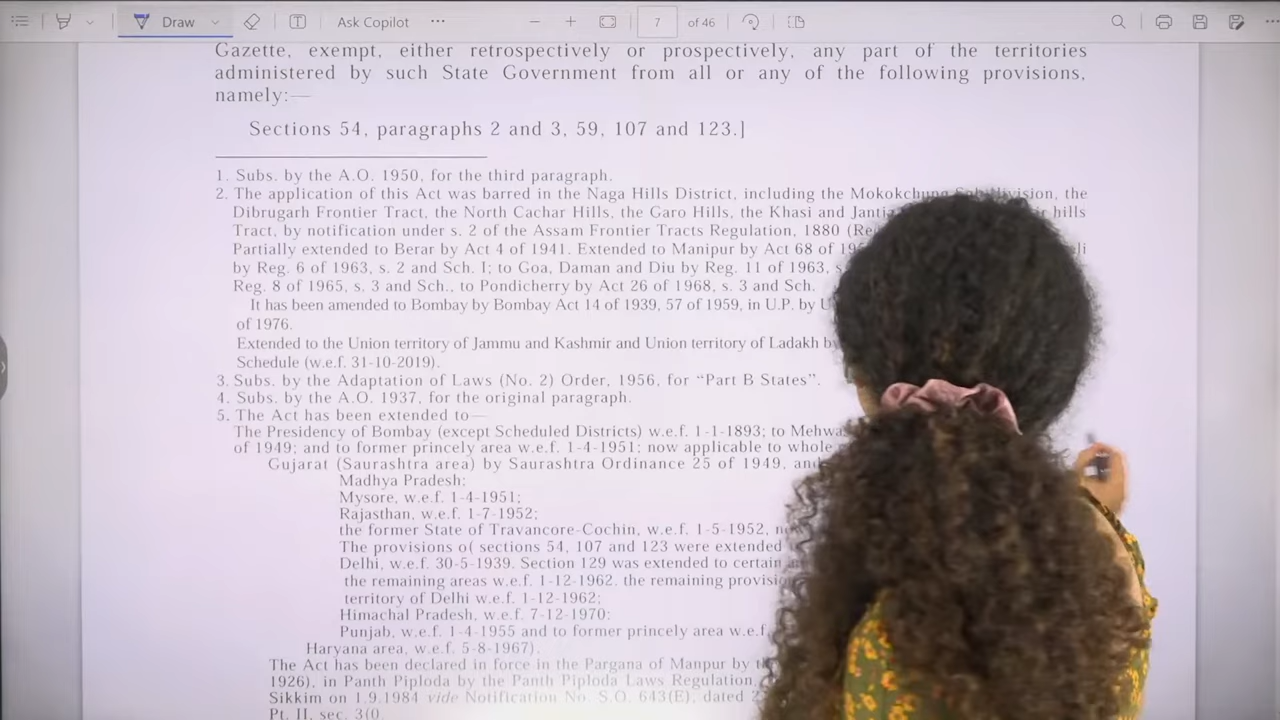 Draw
Ask Copilot
7 of 46
Gazette, exempt, either retrospectively or prospectively, any part of the territories
administered by such State Government from all or any of the following provisions,
namely:—
Sections 54, paragraphs 2 and 3, 59, 107 and 123.]
1. Subs. by the A.O. 1950, for the third paragraph.
2. The application of this Act was barred in the Naga Hills District, including the Mokokchung the
Dibrugarh Frontier Tract, the North Cachar Hills, the Garo Hills, the Khasi and hills
Tract, by notification under s. 2 of the Assam Frontier Tracts Regulation, 1880
Partially extended to Berar by Act 4 of 1941. Extended to Manipur by Act 68 of
by Reg. 6 of 1963, s. 2 and Sch. I; to Goa, Daman and Diu by Reg. 11 of 1963,
Reg. 8 of 1965, s. 3 and Sch., to Pondicherry by Act 26 of 1968, s. 3 and Sch.
It has been amended to Bombay by Bombay Act 14 of 1939, 57 of 1959, in U.P. by
of 1976.
Extended to the Union territory of Jammu and Kashmir and Union territory of Ladakh
Schedule (w.e.f. 31-10-2019).
3. Subs. by the Adaptation of Laws (No. 2) Order, 1956, for “Part B States”.
4. Subs. by the A.O. 1937, for the original paragraph.
5. The Act has been extended to—
The Presidency of Bombay (except Scheduled Districts) w.e.f. 1-1-1893; to
of 1949; and to former princely area w.e.f. 1-4-1951; now applicable to whole
Gujarat (Saurashtra area) by Saurashtra Ordinance 25 of 1949, and
Madhya Pradesh;
Mysore, w.e.f. 1-4-1951;
Rajasthan, w.e.f. 1-7-1952;
the former State of Travancore-Cochin, w.e.f. 1-5-1952,
The provisions o( sections 54, 107 and 123 were extended
Delhi, w.e.f. 30-5-1939. Section 129 was extended to certain
the remaining areas w.e.f. 1-12-1962. the remaining
territory of Delhi w.e.f. 1-12-1962;
Himachal Pradesh, w.e.f. 7-12-1970:
Punjab, w.e.f. 1-4-1955 and to former princely area w.e.f.
Haryana area, w.e.f. 5-8-1967).
The Act has been declared in force in the Pargana of Manpur by
1926), in Panth Piploda by the Panth Piploda Laws Regulation,
Sikkim on 1.9.1984 vide Notification No. S.O. 643(E), dated
Pt. II, sec. 3(0.